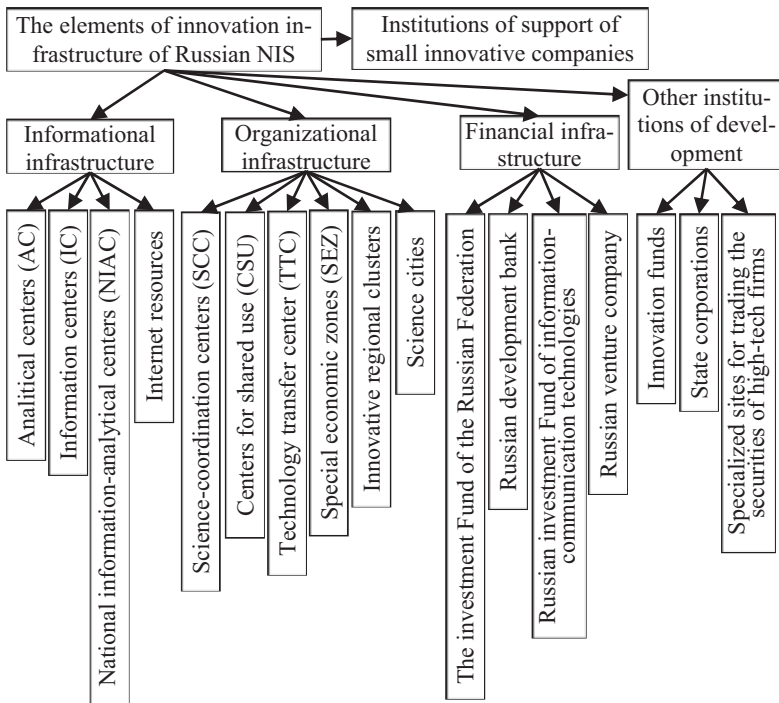 The elements of innovation in-
frastructure of Russian NIS
Institutions of support of
small innovative companies
Informational
infrastructure
Organizational
infrastructure
Financial infra-
structure
Other institu-
tions of devel-
opment
Analitical centers (AC)
Information centers (IC)
National information-analytical centers (NIAC)
Internet resources
Science-coordination centers (SCC)
Centers for shared use (CSU)
Technology transfer center (TTC)
Special economic zones (SEZ)
Innovative regional clusters
Science cities
The investment Fund of the Russian Federation
Russian development bank
Russian investment Fund of information-
communication technologies
Russian venture company
Innovation funds
State corporations
Specialized sites for trading the
securities of high-tech firms